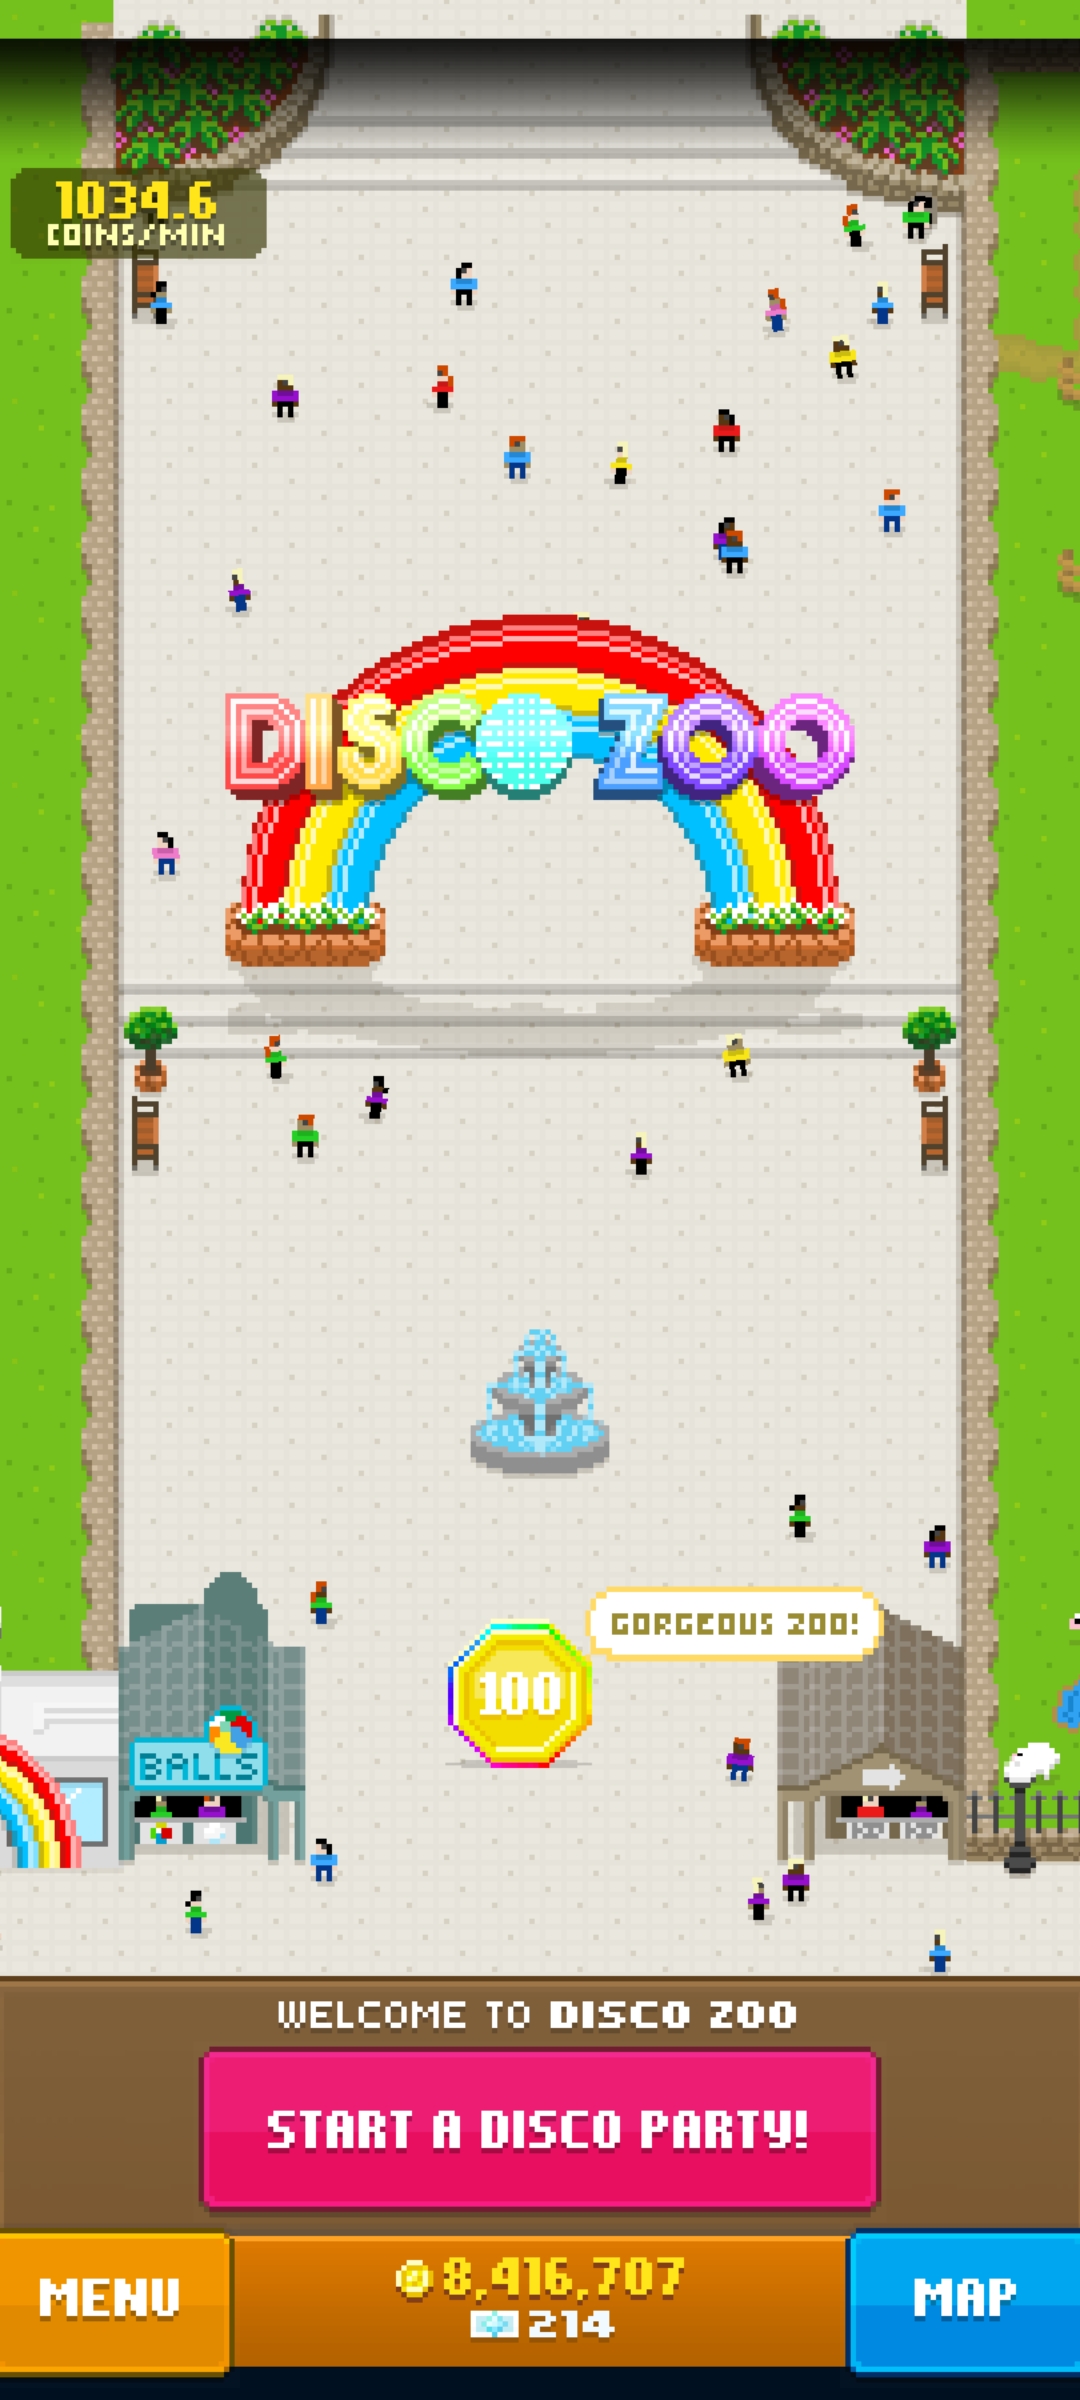 1034.6
COINS/MIN
DISCO ZOO
GORGEOUS ZOO!
100
BALLS
WELCOME TO DISCO ZOO
START A DISCO PARTY!
MENU
8,416,707
214
MAP